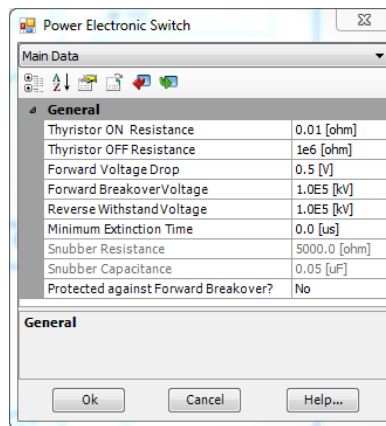 Power Electronic Switch
Main Data
General
Thyristor ON Resistance 0.01 [ohm]
Thyristor OFF Resistance 1e6 [ohm]
Forward Voltage Drop 0.5 [V]
Forward Breakover Voltage 1.0E5 [kV]
Reverse Withstand Voltage 1.0E5 [kV]
Minimum Extinction Time 0.0 [us]
Snubber Resistance 5000.0 [ohm]
Snubber Capacitance 0.05 [uF]
Protected against Forward Breakover? No
General
Ok Cancel Help...